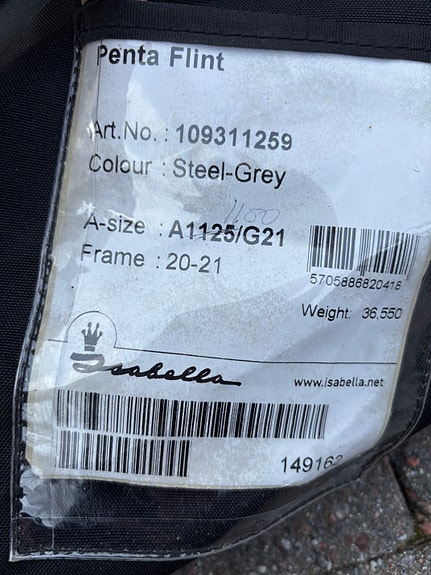 Penta Flint
Art.No. : 109311259
Colour : Steel-Grey
1100
A-size : A1125/G21
Frame : 20-21
5705886820418
Weight: 36,550
Isabella
www.isabella.net
149162